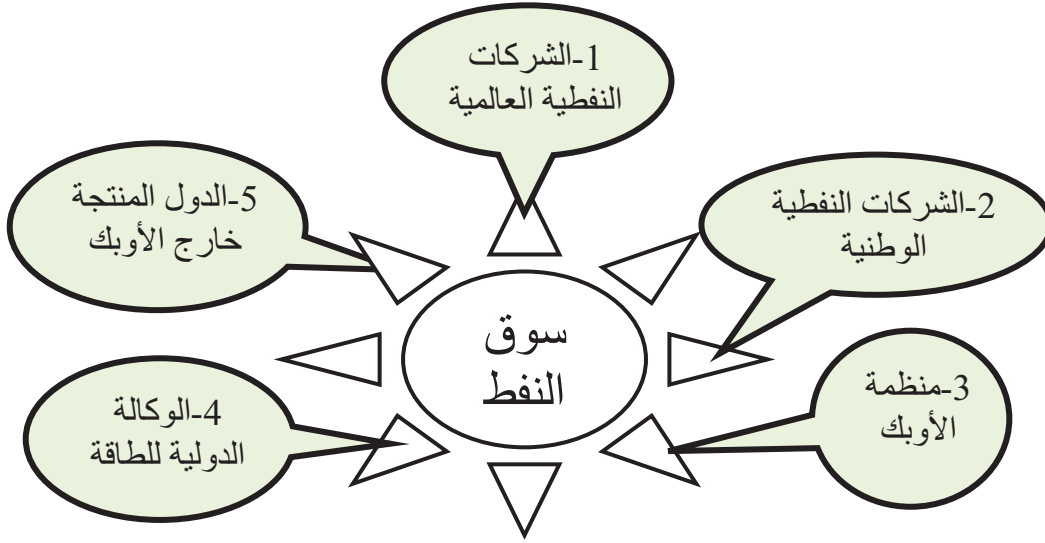 1-الشركات
النفطية العالمية
2-الشركات النفطية
الوطنية
3-منظمة
الأوبك
4-الوكالة
الدولية للطاقة
5-الدول المنتجة
خارج الأوبك
سوق
النفط